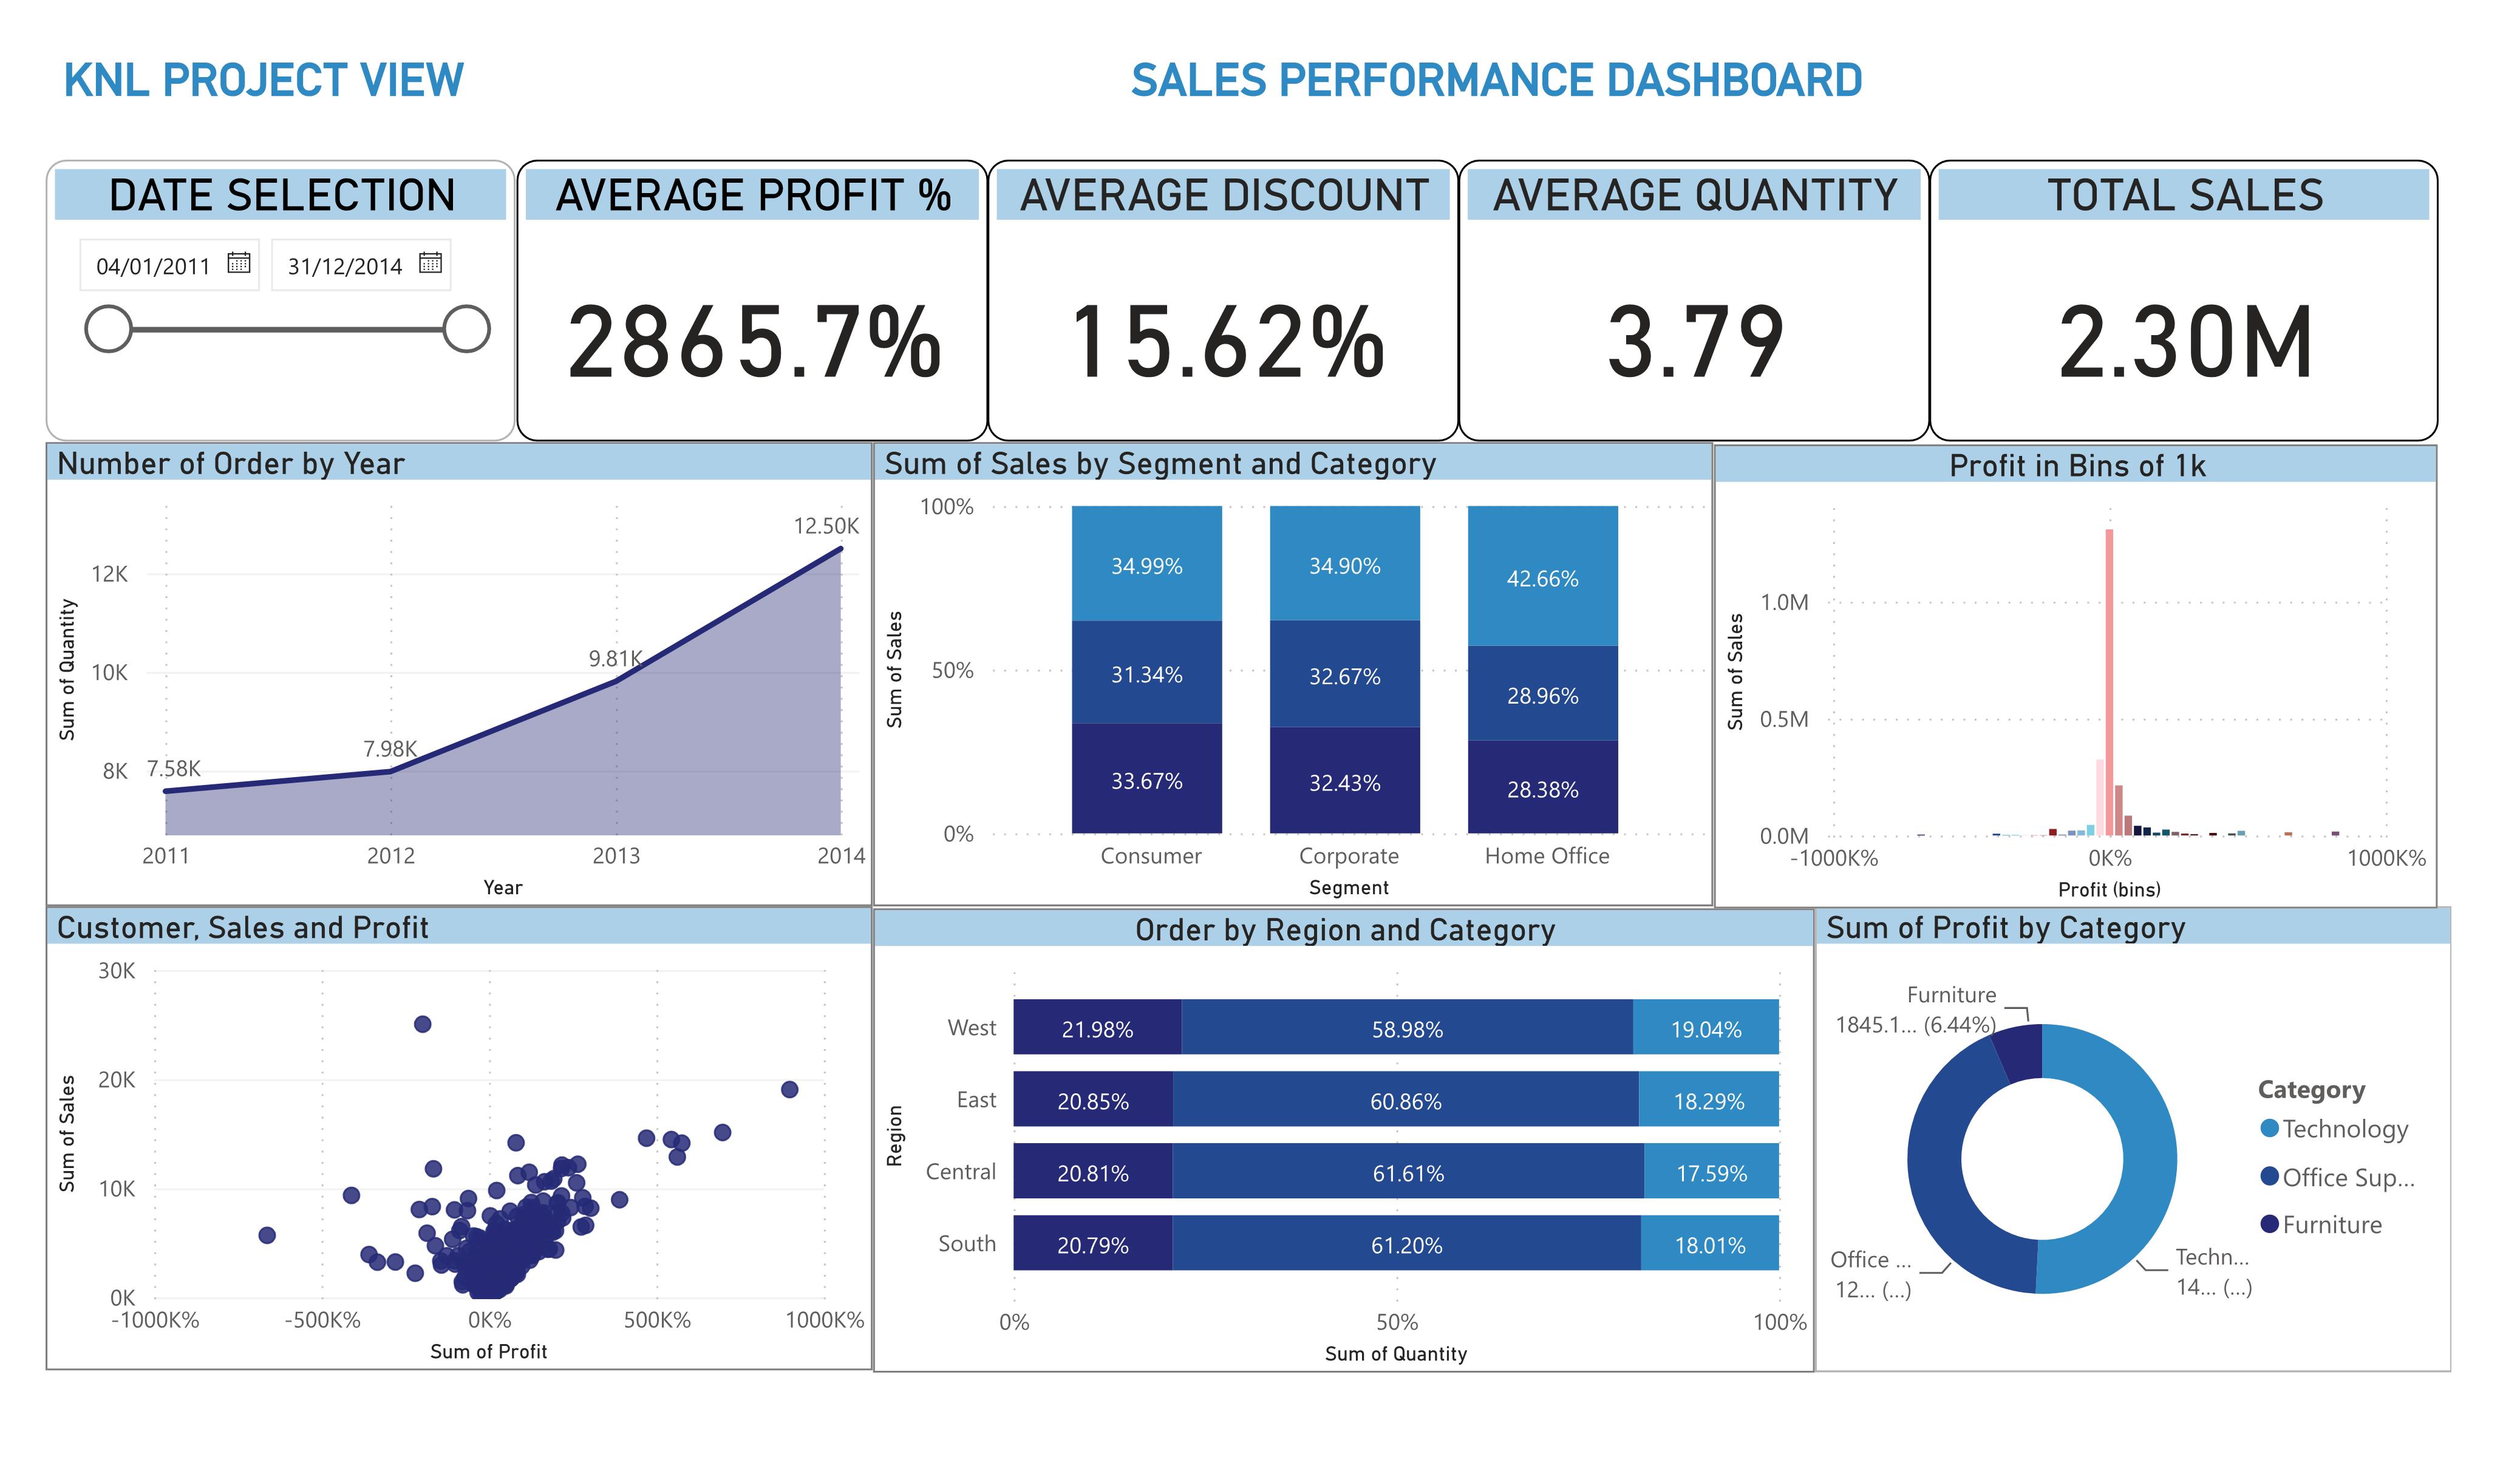 KNL PROJECT VIEW
SALES PERFORMANCE DASHBOARD
DATE SELECTION
04/01/2011
31/12/2014
AVERAGE PROFIT %
2865.7%
AVERAGE DISCOUNT
15.62%
AVERAGE QUANTITY
3.79
TOTAL SALES
2.30M
Number of Order by Year
Sum of Quantity
12K
10K
8K
7.58K
7.98K
9.81K
12.50K
2011
2012
2013
2014
Year
Sum of Sales by Segment and Category
Sum of Sales
100%
50%
0%
34.99%
34.90%
42.66%
31.34%
32.67%
28.96%
33.67%
32.43%
28.38%
Consumer
Corporate
Home Office
Segment
Profit in Bins of 1k
Sum of Sales
1.0M
0.5M
0.0M
-1000K%
0K%
1000K%
Profit (bins)
Customer, Sales and Profit
Sum of Sales
30K
20K
10K
0K
-1000K%
-500K%
0K%
500K%
1000K%
Sum of Profit
Order by Region and Category
Region
West
21.98%
58.98%
19.04%
East
20.85%
60.86%
18.29%
Central
20.81%
61.61%
17.59%
South
20.79%
61.20%
18.01%
0%
50%
100%
Sum of Quantity
Sum of Profit by Category
Furniture
1845.1... (6.44%)
Office ...
12... (...)
Techn...
14... (...)
Category
Technology
Office Sup...
Furniture